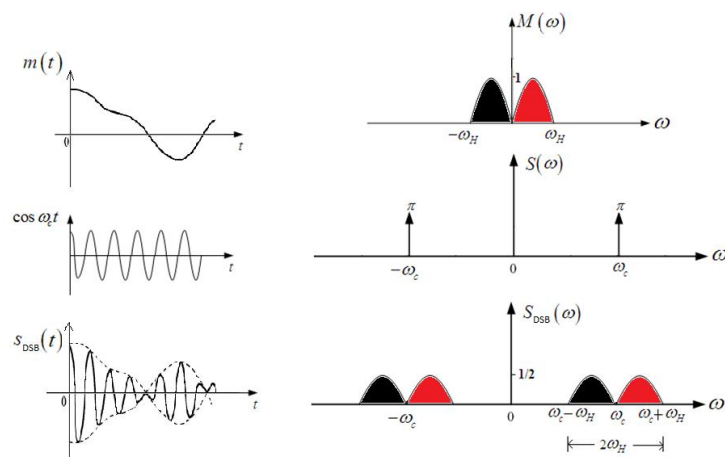 m(t)
0
t
M(ω)
1
-ω_H
ω_H
ω
cos ω_c t
t
S(ω)
π
π
-ω_c
0
ω_c
ω
s_DSB(t)
0
t
S_DSB(ω)
1/2
-ω_c
0
ω_c-ω_H
ω_c
ω_c+ω_H
ω
2ω_H